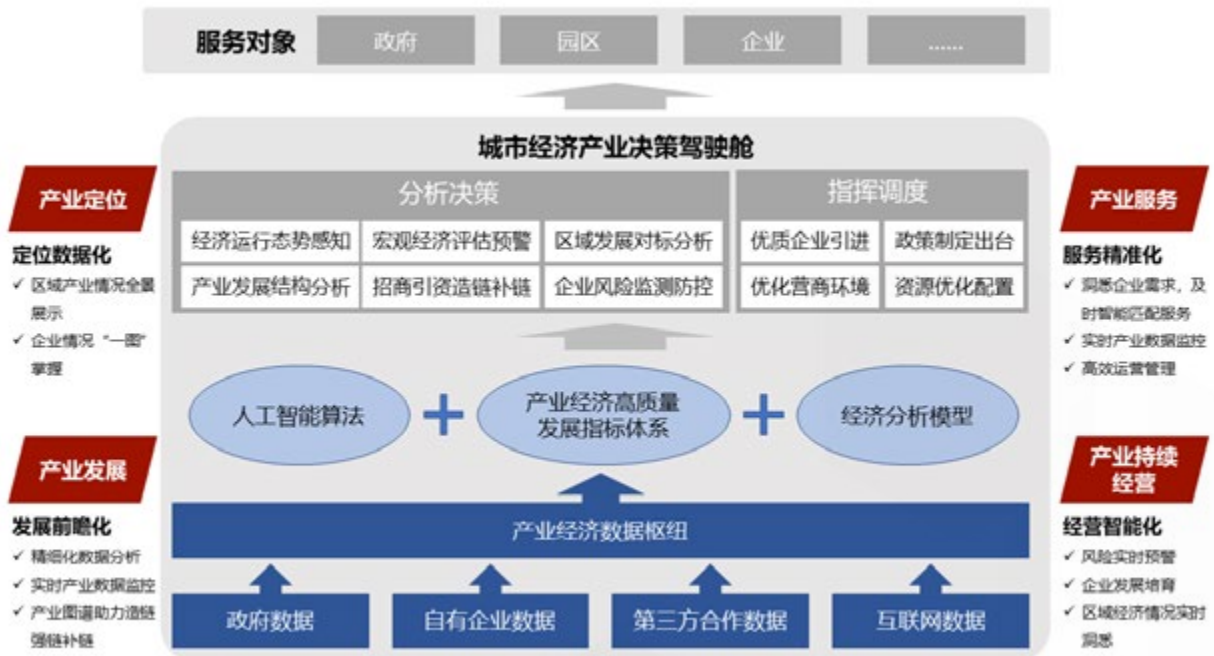 服务对象 政府 园区 企业 ......
城市经济产业决策驾驶舱
分析决策
经济运行态势感知 宏观经济评估预警 区域发展对标分析
产业发展结构分析 招商引资造链补链 企业风险监测防控
指挥调度
优质企业引进 政策制定出台
优化营商环境 资源优化配置
人工智能算法 + 产业经济高质量
发展指标体系 + 经济分析模型
产业经济数据枢纽
政府数据 自有企业数据 第三方合作数据 互联网数据
产业定位
定位数据化
✓ 区域产业情况全景
展示
✓ 企业情况“一图”
掌握
产业发展
发展前瞻化
✓ 精细化数据分析
✓ 实时产业数据监控
✓ 产业图谱助力造链
强链补链
产业服务
服务精准化
✓ 洞悉企业需求，及
时智能匹配服务
✓ 实时产业数据监控
✓ 高效运营管理
产业持续
经营
经营智能化
✓ 风险实时预警
✓ 企业发展培育
✓ 区域经济情况实时
洞悉